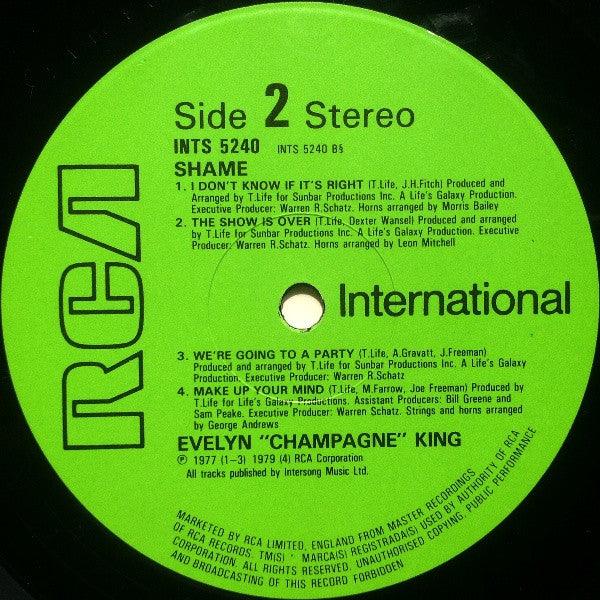 Side 2 Stereo
INTS 5240 INTS 5240 B§
SHAME
1. I DON'T KNOW IF IT'S RIGHT (T.Life, J.H.Fitch) Produced and
Arranged by T.Life for Sunbar Productions Inc. A Life's Galaxy Production.
Executive Producer: Warren R.Schatz. Horns arranged by Morris Bailey
2. THE SHOW IS OVER (T.Life, Dexter Wansel) Produced and arranged
by T.Life for Sunbar Productions Inc. A Life's Galaxy Production. Executive
Producer: Warren R.Schatz. Horns arranged by Leon Mitchell
RCA
International
3. WE'RE GOING TO A PARTY (T.Life, A.Gravatt, J.Freeman)
Produced and arranged by T.Life for Sunbar Productions Inc. A Life's Galaxy
Production. Executive Producer: Warren R.Schatz
4. MAKE UP YOUR MIND (T.Life, M.Farrow, Joe Freeman) Produced by
T.Life for Life's Galaxy Productions. Assistant Producers: Bill Greene and
Sam Peake. Executive Producer: Warren Schatz. Strings and horns arranged
by George Andrews
EVELYN "CHAMPAGNE" KING
℗ 1977 (1-3) 1979 (4) RCA Corporation
All tracks published by Intersong Music Ltd.
MARKETED BY RCA LIMITED, ENGLAND FROM MASTER RECORDINGS
OF RCA RECORDS. TM(S) ' MARCA(S) REGISTRADA(S) USED BY AUTHORITY OF RCA
CORPORATION. ALL RIGHTS RESERVED. UNAUTHORISED COPYING, PUBLIC PERFORMANCE
AND BROADCASTING OF THIS RECORD FORBIDDEN